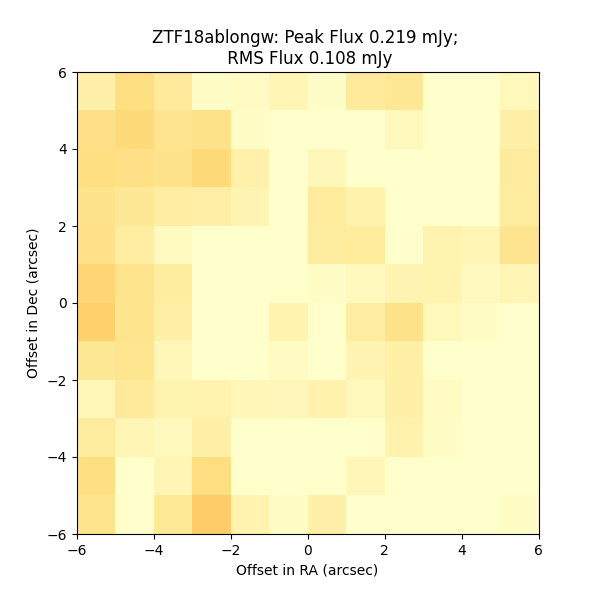 ZTF18ablongw: Peak Flux 0.219 mJy;
RMS Flux 0.108 mJy
6
4
2
0
−2
−4
−6
Offset in Dec (arcsec)
−6 −4 −2 0 2 4 6
Offset in RA (arcsec)